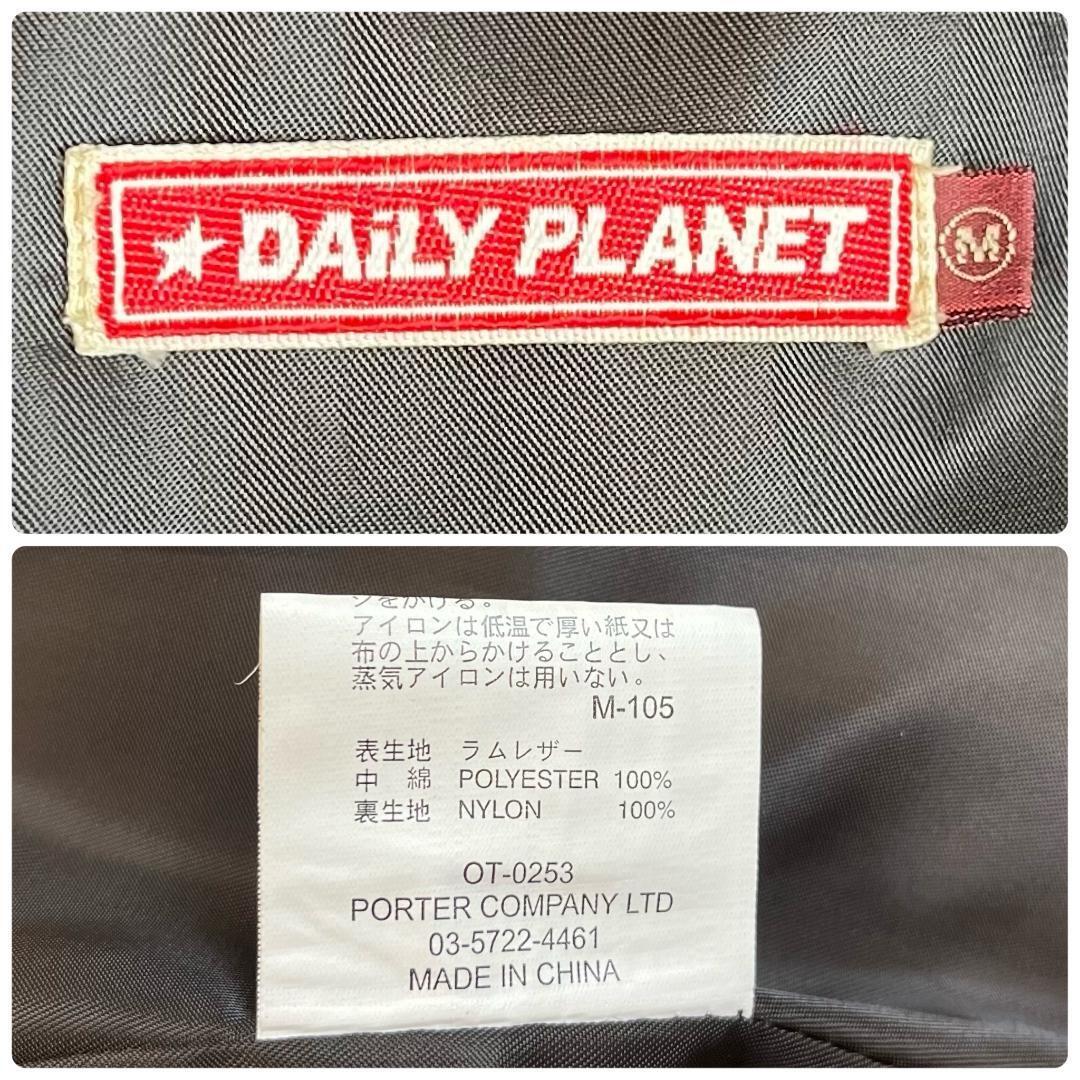 ★ DAiLY PLANET
M
ジをかける。
アイロンは低温で厚い紙又は
布の上からかけることとし、
蒸気アイロンは用いない。
M-105
表生地 ラムレザー
中 綿 POLYESTER 100%
裏生地 NYLON 100%
OT-0253
PORTER COMPANY LTD
03-5722-4461
MADE IN CHINA